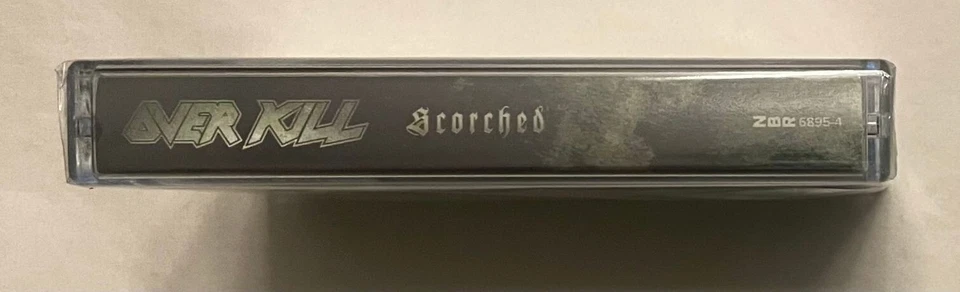 OVER KILL Scorched NBR 6895-4